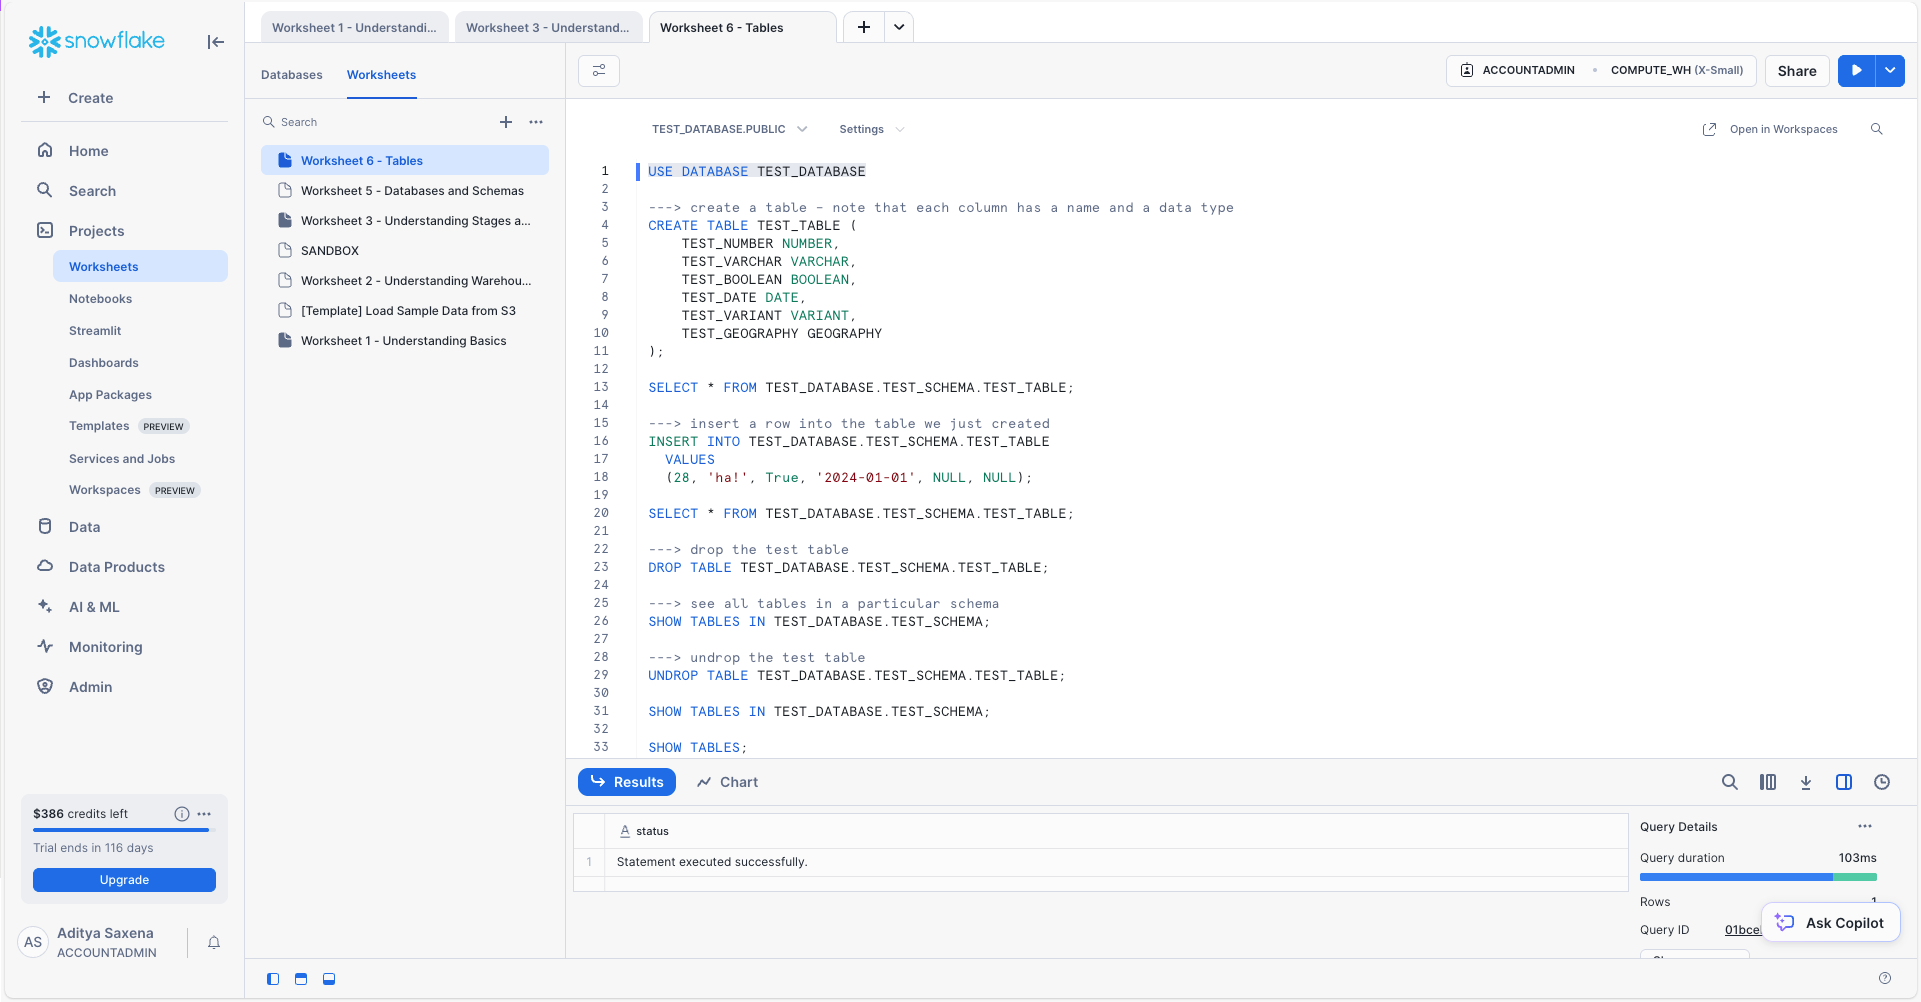 snowflake
Create
Home
Search
Projects
Worksheets
Notebooks
Streamlit
Dashboards
App Packages
Templates PREVIEW
Services and Jobs
Workspaces PREVIEW
Data
Data Products
AI & ML
Monitoring
Admin
$386 credits left
Trial ends in 116 days
Upgrade
AS
Aditya Saxena
ACCOUNTADMIN
Worksheet 1 - Understandi...
Worksheet 3 - Understand...
Worksheet 6 - Tables
Databases
Worksheets
Search
Worksheet 6 - Tables
Worksheet 5 - Databases and Schemas
Worksheet 3 - Understanding Stages a...
SANDBOX
Worksheet 2 - Understanding Warehou...
[Template] Load Sample Data from S3
Worksheet 1 - Understanding Basics
ACCOUNTADMIN • COMPUTE_WH (X-Small)
Share
TEST_DATABASE.PUBLIC
Settings
Open in Workspaces
1 USE DATABASE TEST_DATABASE
2
3 ---> create a table – note that each column has a name and a data type
4 CREATE TABLE TEST_TABLE (
5 TEST_NUMBER NUMBER,
6 TEST_VARCHAR VARCHAR,
7 TEST_BOOLEAN BOOLEAN,
8 TEST_DATE DATE,
9 TEST_VARIANT VARIANT,
10 TEST_GEOGRAPHY GEOGRAPHY
11 );
12
13 SELECT * FROM TEST_DATABASE.TEST_SCHEMA.TEST_TABLE;
14
15 ---> insert a row into the table we just created
16 INSERT INTO TEST_DATABASE.TEST_SCHEMA.TEST_TABLE
17 VALUES
18 (28, 'ha!', True, '2024-01-01', NULL, NULL);
19
20 SELECT * FROM TEST_DATABASE.TEST_SCHEMA.TEST_TABLE;
21
22 ---> drop the test table
23 DROP TABLE TEST_DATABASE.TEST_SCHEMA.TEST_TABLE;
24
25 ---> see all tables in a particular schema
26 SHOW TABLES IN TEST_DATABASE.TEST_SCHEMA;
27
28 ---> undrop the test table
29 UNDROP TABLE TEST_DATABASE.TEST_SCHEMA.TEST_TABLE;
30
31 SHOW TABLES IN TEST_DATABASE.TEST_SCHEMA;
32
33 SHOW TABLES;
Results
Chart
A status
1 Statement executed successfully.
Query Details
Query duration 103ms
Rows 1
Query ID 01bce
Ask Copilot